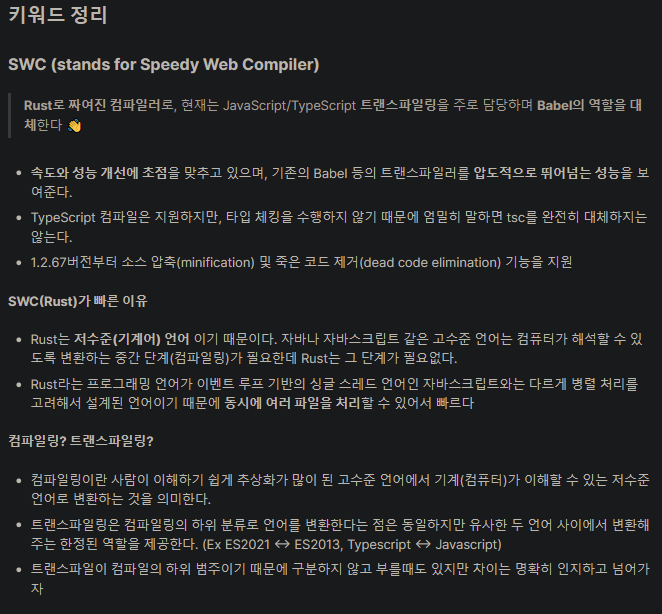 키워드 정리
SWC (stands for Speedy Web Compiler)
Rust로 짜여진 컴파일러로, 현재는 JavaScript/TypeScript 트랜스파일링을 주로 담당하며 Babel의 역할을 대
체한다 👏
• 속도와 성능 개선에 초점을 맞추고 있으며, 기존의 Babel 등의 트랜스파일러를 압도적으로 뛰어넘는 성능을 보
여준다.
• TypeScript 컴파일은 지원하지만, 타입 체킹을 수행하지 않기 때문에 엄밀히 말하면 tsc를 완전히 대체하지는
않는다.
• 1.2.67버전부터 소스 압축(minification) 및 죽은 코드 제거(dead code elimination) 기능을 지원
SWC(Rust)가 빠른 이유
• Rust는 저수준(기계어) 언어 이기 때문이다. 자바나 자바스크립트 같은 고수준 언어는 컴퓨터가 해석할 수 있
도록 변환하는 중간 단계(컴파일링)가 필요한데 Rust는 그 단계가 필요없다.
• Rust라는 프로그래밍 언어가 이벤트 루프 기반의 싱글 스레드 언어인 자바스크립트와는 다르게 병렬 처리를
고려해서 설계된 언어이기 때문에 동시에 여러 파일을 처리할 수 있어서 빠르다
컴파일링? 트랜스파일링?
• 컴파일링이란 사람이 이해하기 쉽게 추상화가 많이 된 고수준 언어에서 기계(컴퓨터)가 이해할 수 있는 저수준
언어로 변환하는 것을 의미한다.
• 트랜스파일링은 컴파일링의 하위 분류로 언어를 변환한다는 점은 동일하지만 유사한 두 언어 사이에서 변환해
주는 한정된 역할을 제공한다. (Ex ES2021 ↔ ES2013, Typescript ↔ Javascript)
• 트랜스파일이 컴파일의 하위 범주이기 때문에 구분하지 않고 부를때도 있지만 차이는 명확히 인지하고 넘어가
자